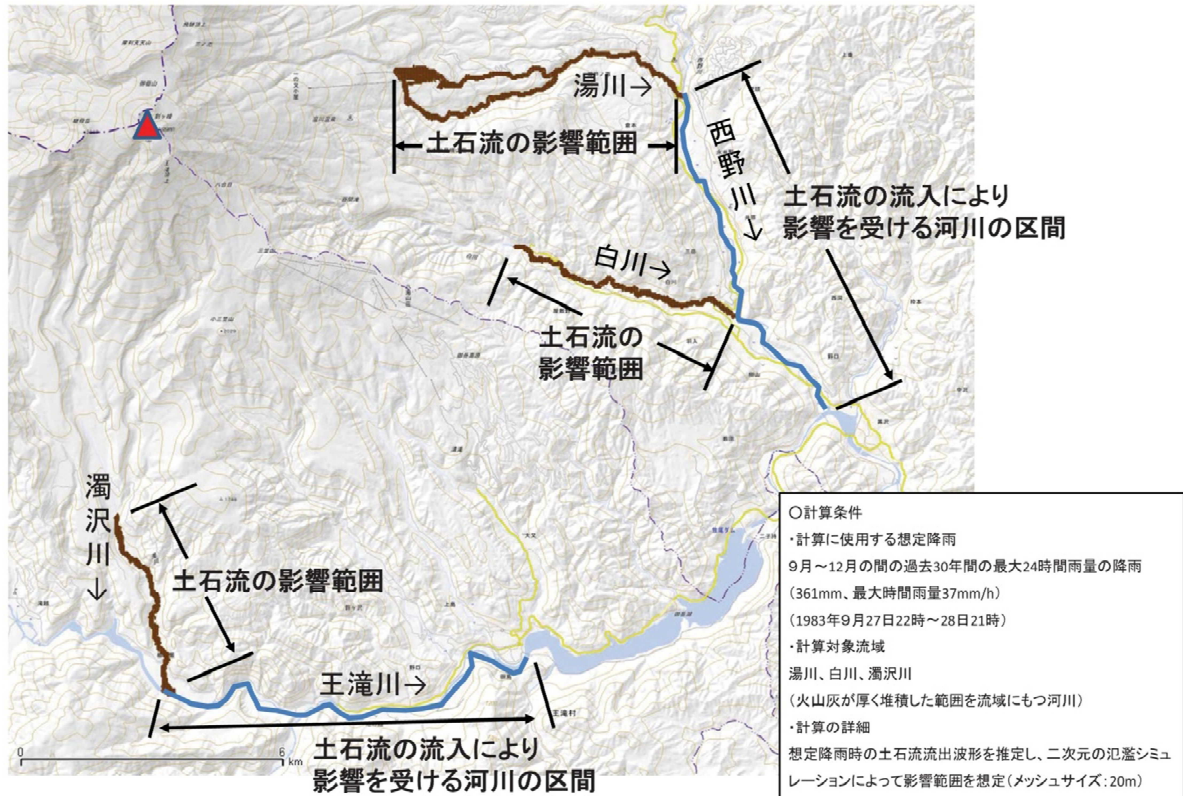 湯川→
土石流の影響範囲
西野川↓
土石流の流入により
影響を受ける河川の区間
白川→
土石流の
影響範囲
濁沢川↓
土石流の影響範囲
王滝川→
土石流の流入により
影響を受ける河川の区間
王滝村
0
6
km
〇計算条件
・計算に使用する想定降雨
9月～12月の間の過去30年間の最大24時間雨量の降雨
(361mm、最大時間雨量37mm/h)
(1983年9月27日22時～28日21時)
・計算対象流域
湯川、白川、濁沢川
(火山灰が厚く堆積した範囲を流域にもつ河川)
・計算の詳細
想定降雨時の土石流流出波形を推定し、二次元の氾濫シミュ
レーションによって影響範囲を想定(メッシュサイズ：20m)